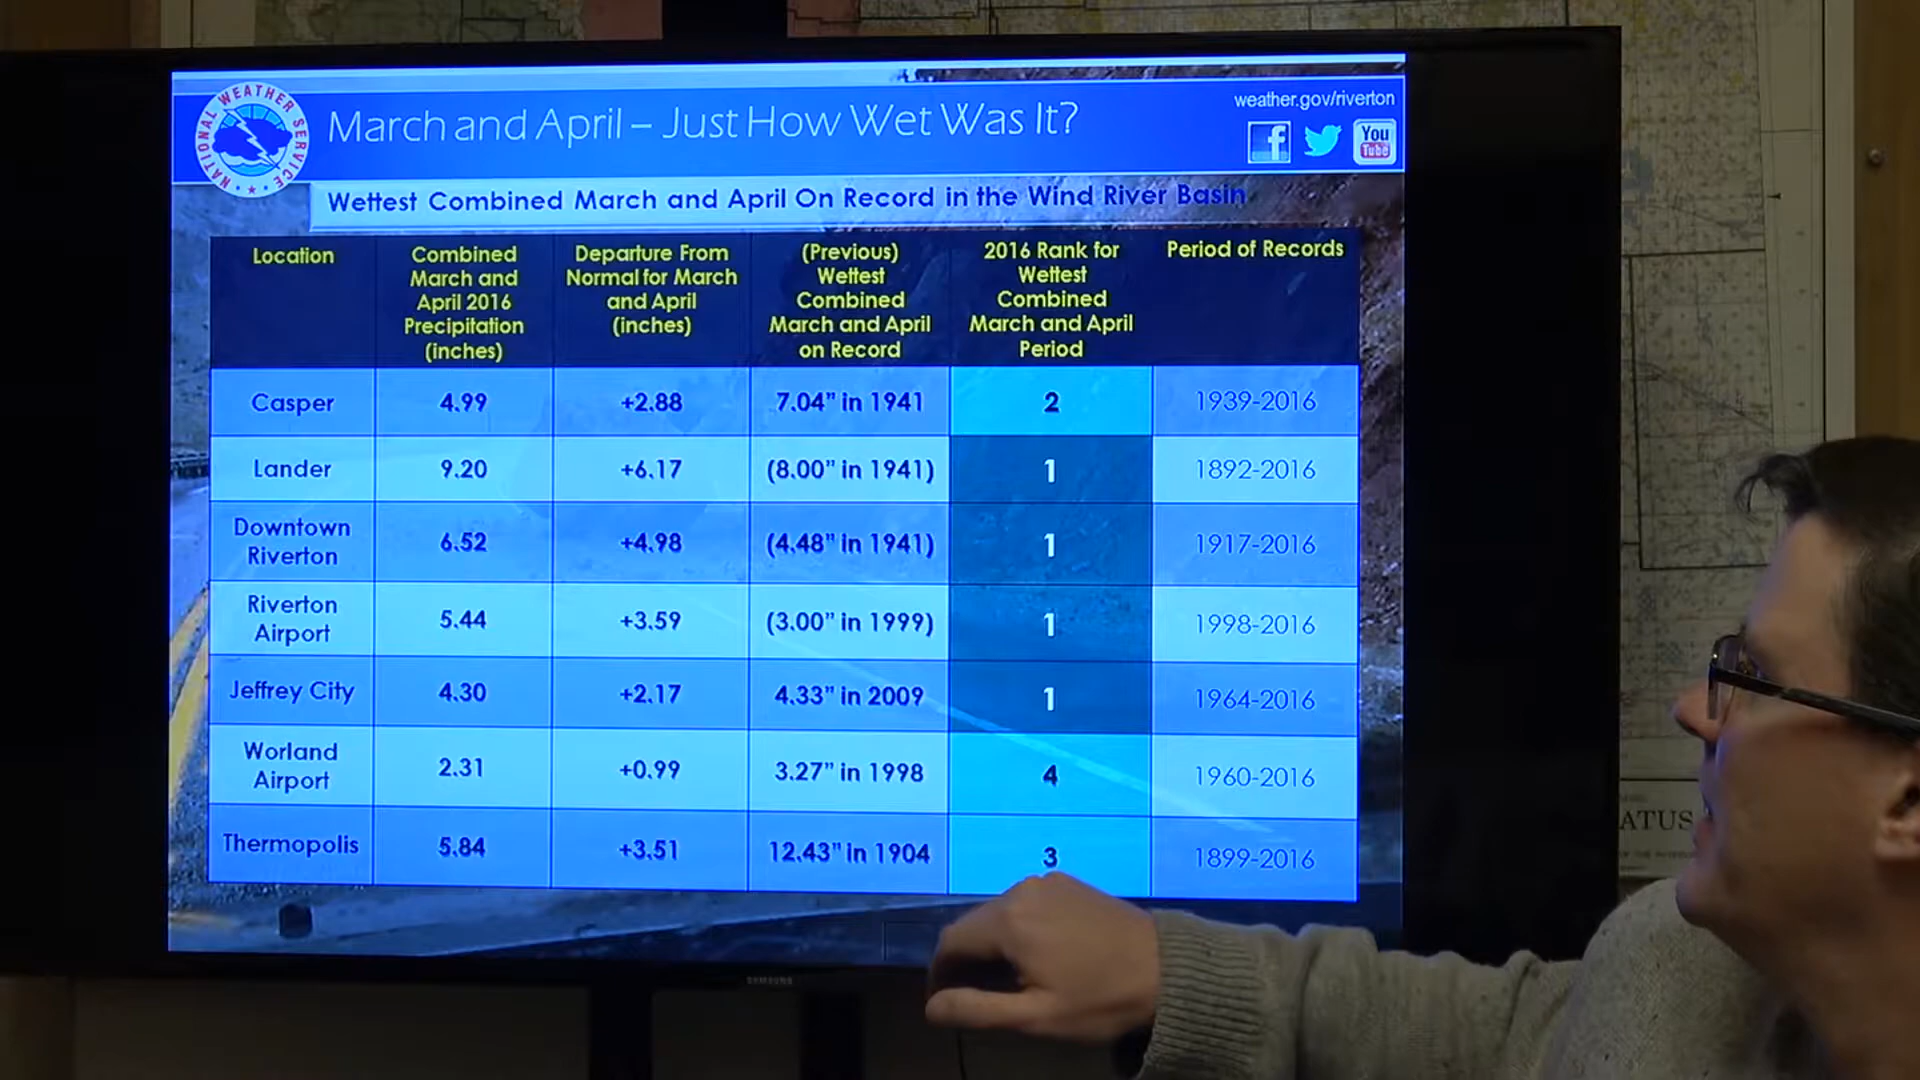 NATIONAL WEATHER SERVICE
March and April – Just How Wet Was It?
weather.gov/riverton
f
You
Tube
Wettest Combined March and April On Record in the Wind River Basin
Location
Combined
March and
April 2016
Precipitation
(inches)
Departure From
Normal for March
and April
(inches)
(Previous)
Wettest
Combined
March and April
on Record
2016 Rank for
Wettest
Combined
March and April
Period
Period of Records
Casper
4.99
+2.88
7.04” in 1941
2
1939-2016
Lander
9.20
+6.17
(8.00” in 1941)
1
1892-2016
Downtown
Riverton
6.52
+4.98
(4.48” in 1941)
1
1917-2016
Riverton
Airport
5.44
+3.59
(3.00” in 1999)
1
1998-2016
Jeffrey City
4.30
+2.17
4.33” in 2009
1
1964-2016
Worland
Airport
2.31
+0.99
3.27” in 1998
4
1960-2016
Thermopolis
5.84
+3.51
12.43” in 1904
3
1899-2016
ATUS
SAMSUNG